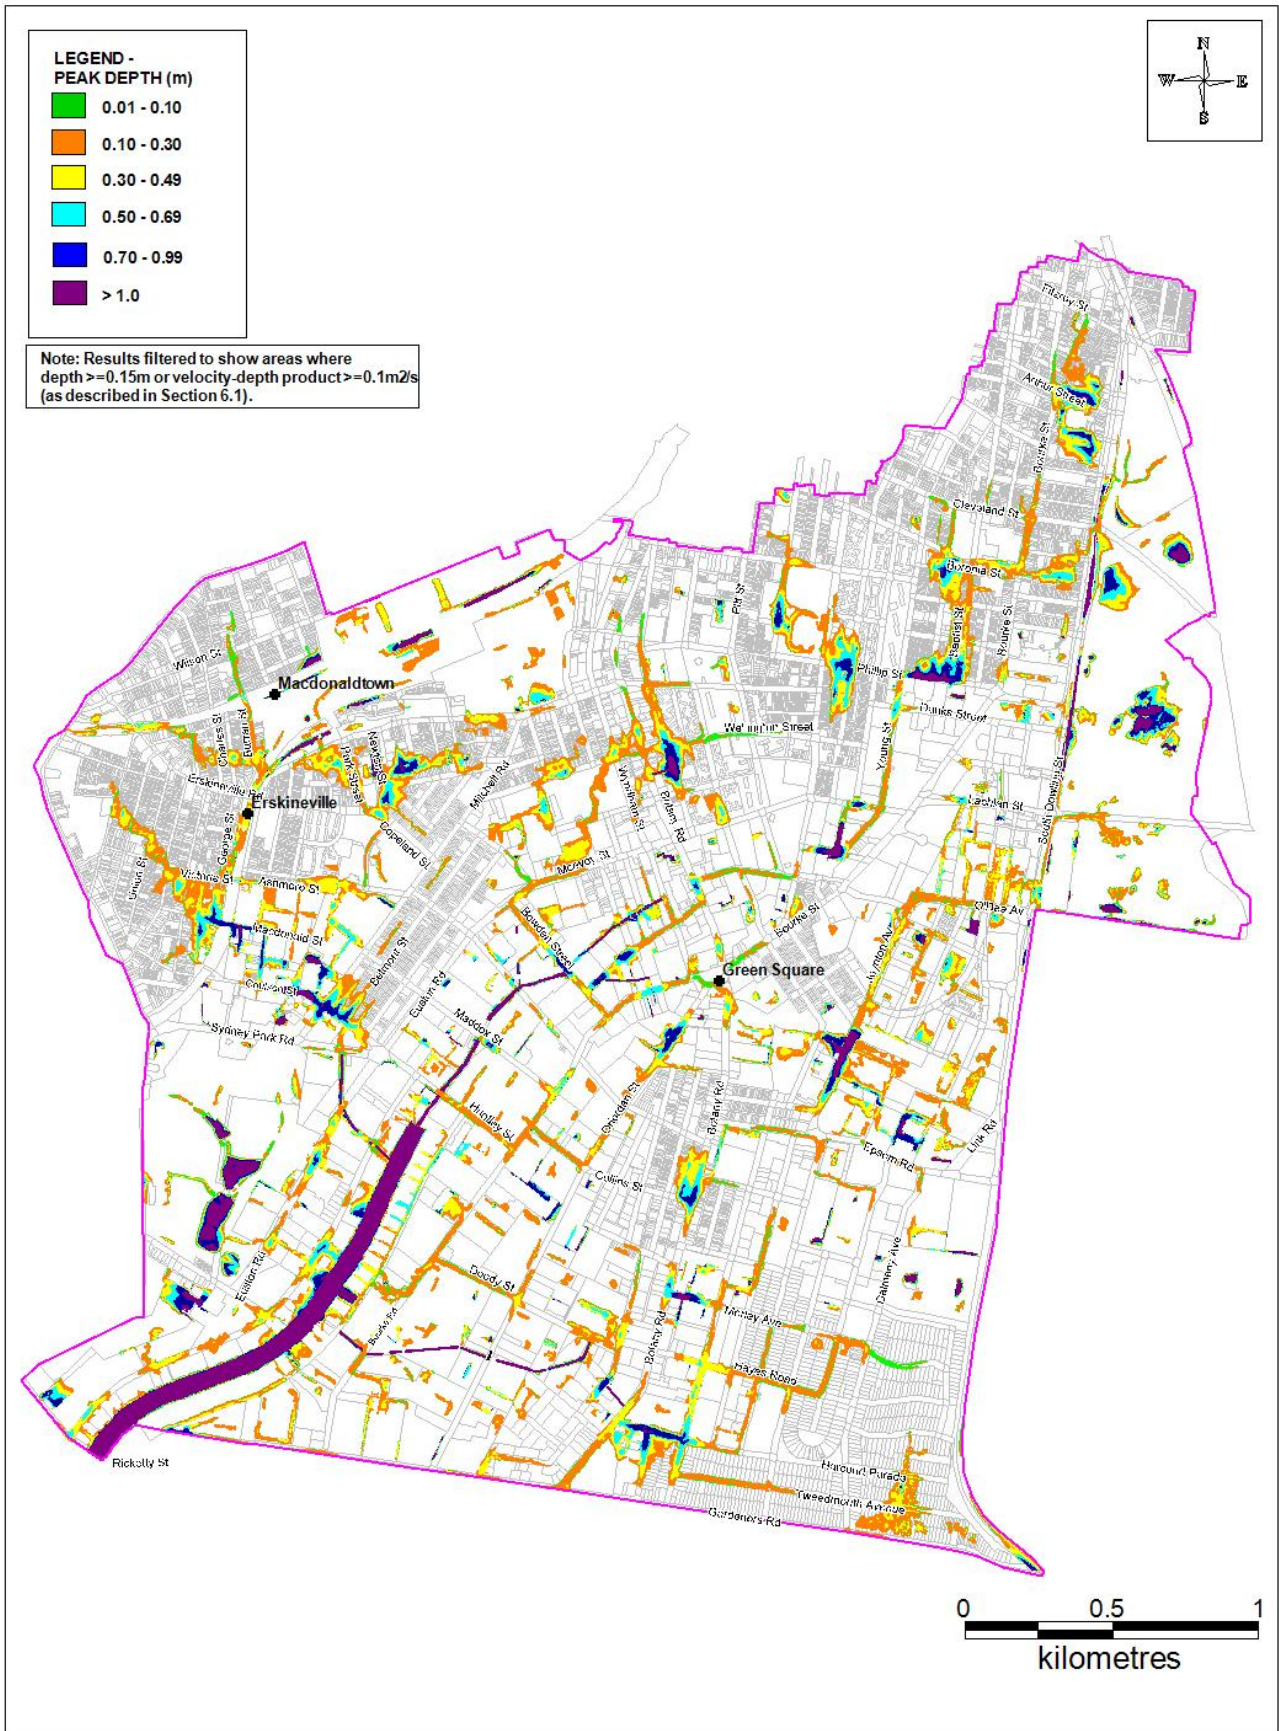 LEGEND -
PEAK DEPTH (m)
0.01 - 0.10
0.10 - 0.30
0.30 - 0.49
0.50 - 0.69
0.70 - 0.99
> 1.0
Note: Results filtered to show areas where
depth >=0.15m or velocity-depth product >=0.1m2/s
(as described in Section 6.1).
N
W
E
S
Fitzroy St
Arthur Street
Bourke St
Cleveland St
Boronia St
Pitt St
Baptist St
Bourke St
Wilson St
Phillip St
Macdonaldtown
Danks Street
Charles St
Burren St
Young St
Park Street
Newton St
Mitchell Rd
Erskineville Rd
Erskineville
Wyndham St
Botany Rd
Lachlan St
South Dowling St
George St
Copeland St
McEvoy St
Union St
Victoria St
Ashmore St
O'Dea Av
Bowden Street
Bourke St
Macdonald St
Belmont St
Green Square
Coulson St
Euston Rd
Maddox St
Sydney Park Rd
Huntley St
Botany Rd
Link Rd
Epsom Rd
Collins St
Euston Rd
Doody St
Dalmeny Ave
Bourke Rd
Botany Rd
Morley Ave
Hayes Road
Harcourt Parade
Ricketty St
Tweedmouth Avenue
Gardeners Rd
0 0.5 1
kilometres